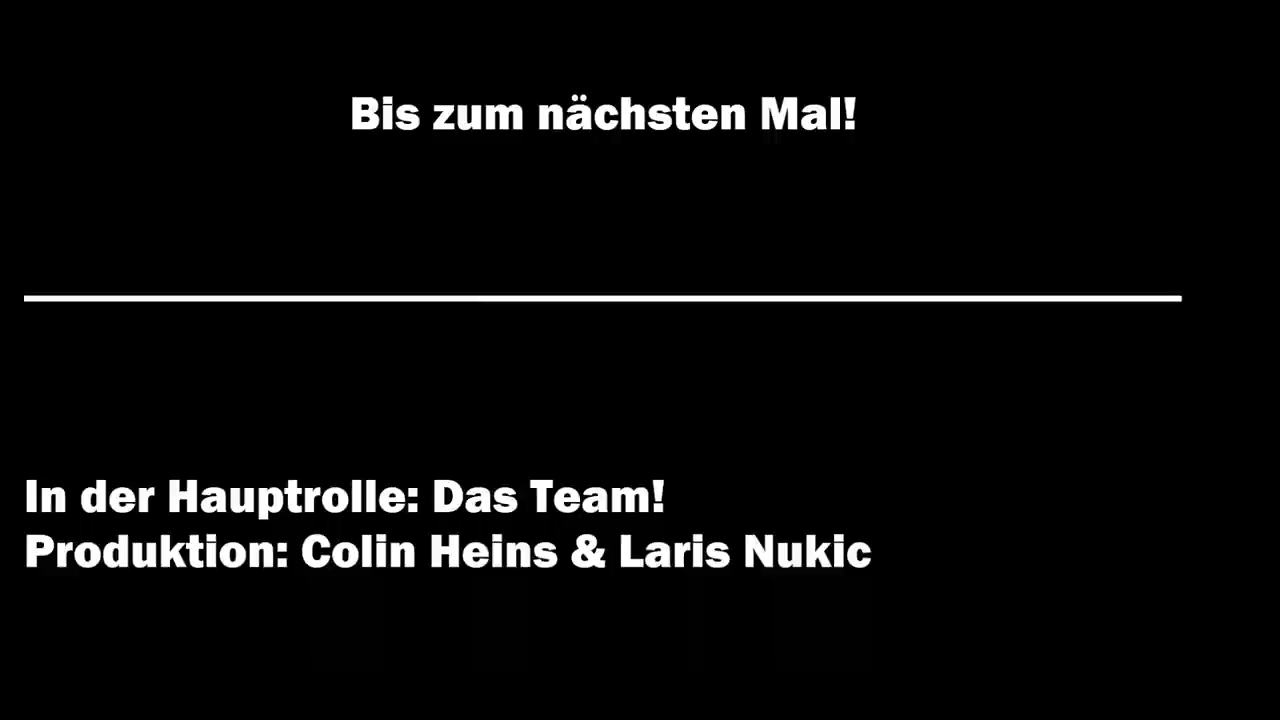 Bis zum nächsten Mal!
In der Hauptrolle: Das Team!
Produktion: Colin Heins & Laris Nukic